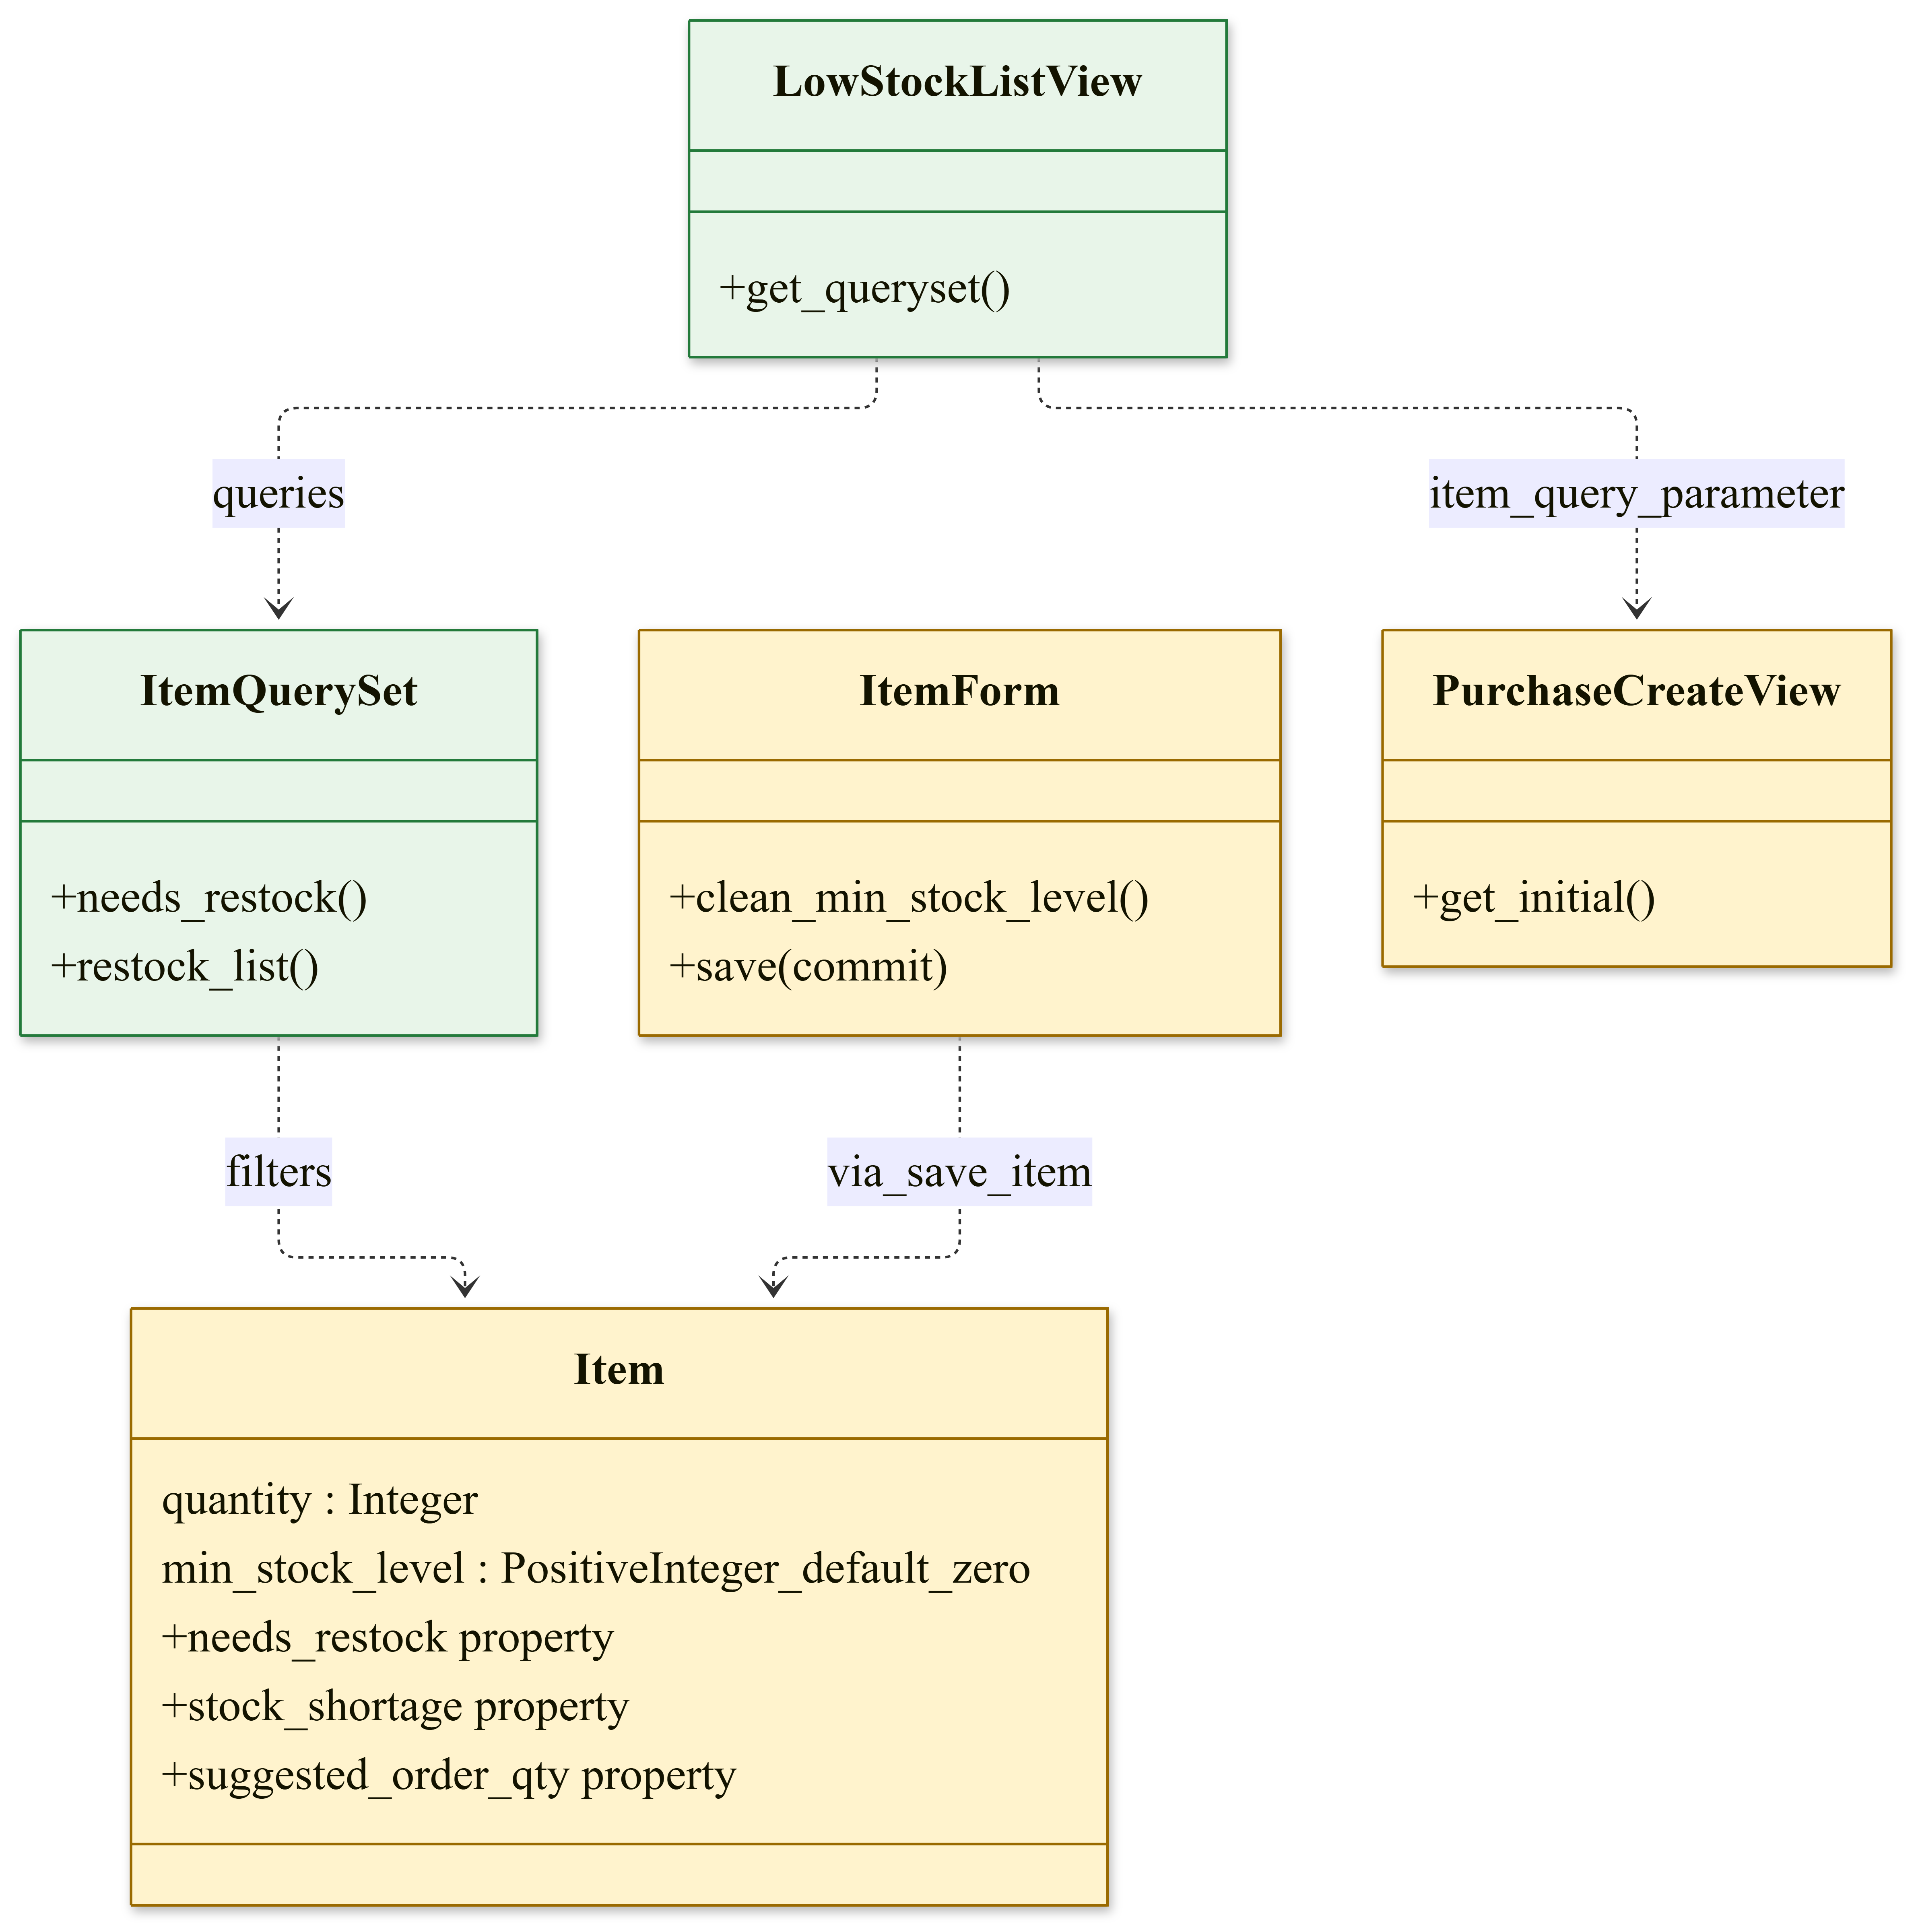 LowStockListView
+get_queryset()
queries
item_query_parameter
ItemQuerySet
+needs_restock()
+restock_list()
ItemForm
+clean_min_stock_level()
+save(commit)
PurchaseCreateView
+get_initial()
filters
via_save_item
Item
quantity : Integer
min_stock_level : PositiveInteger_default_zero
+needs_restock property
+stock_shortage property
+suggested_order_qty property